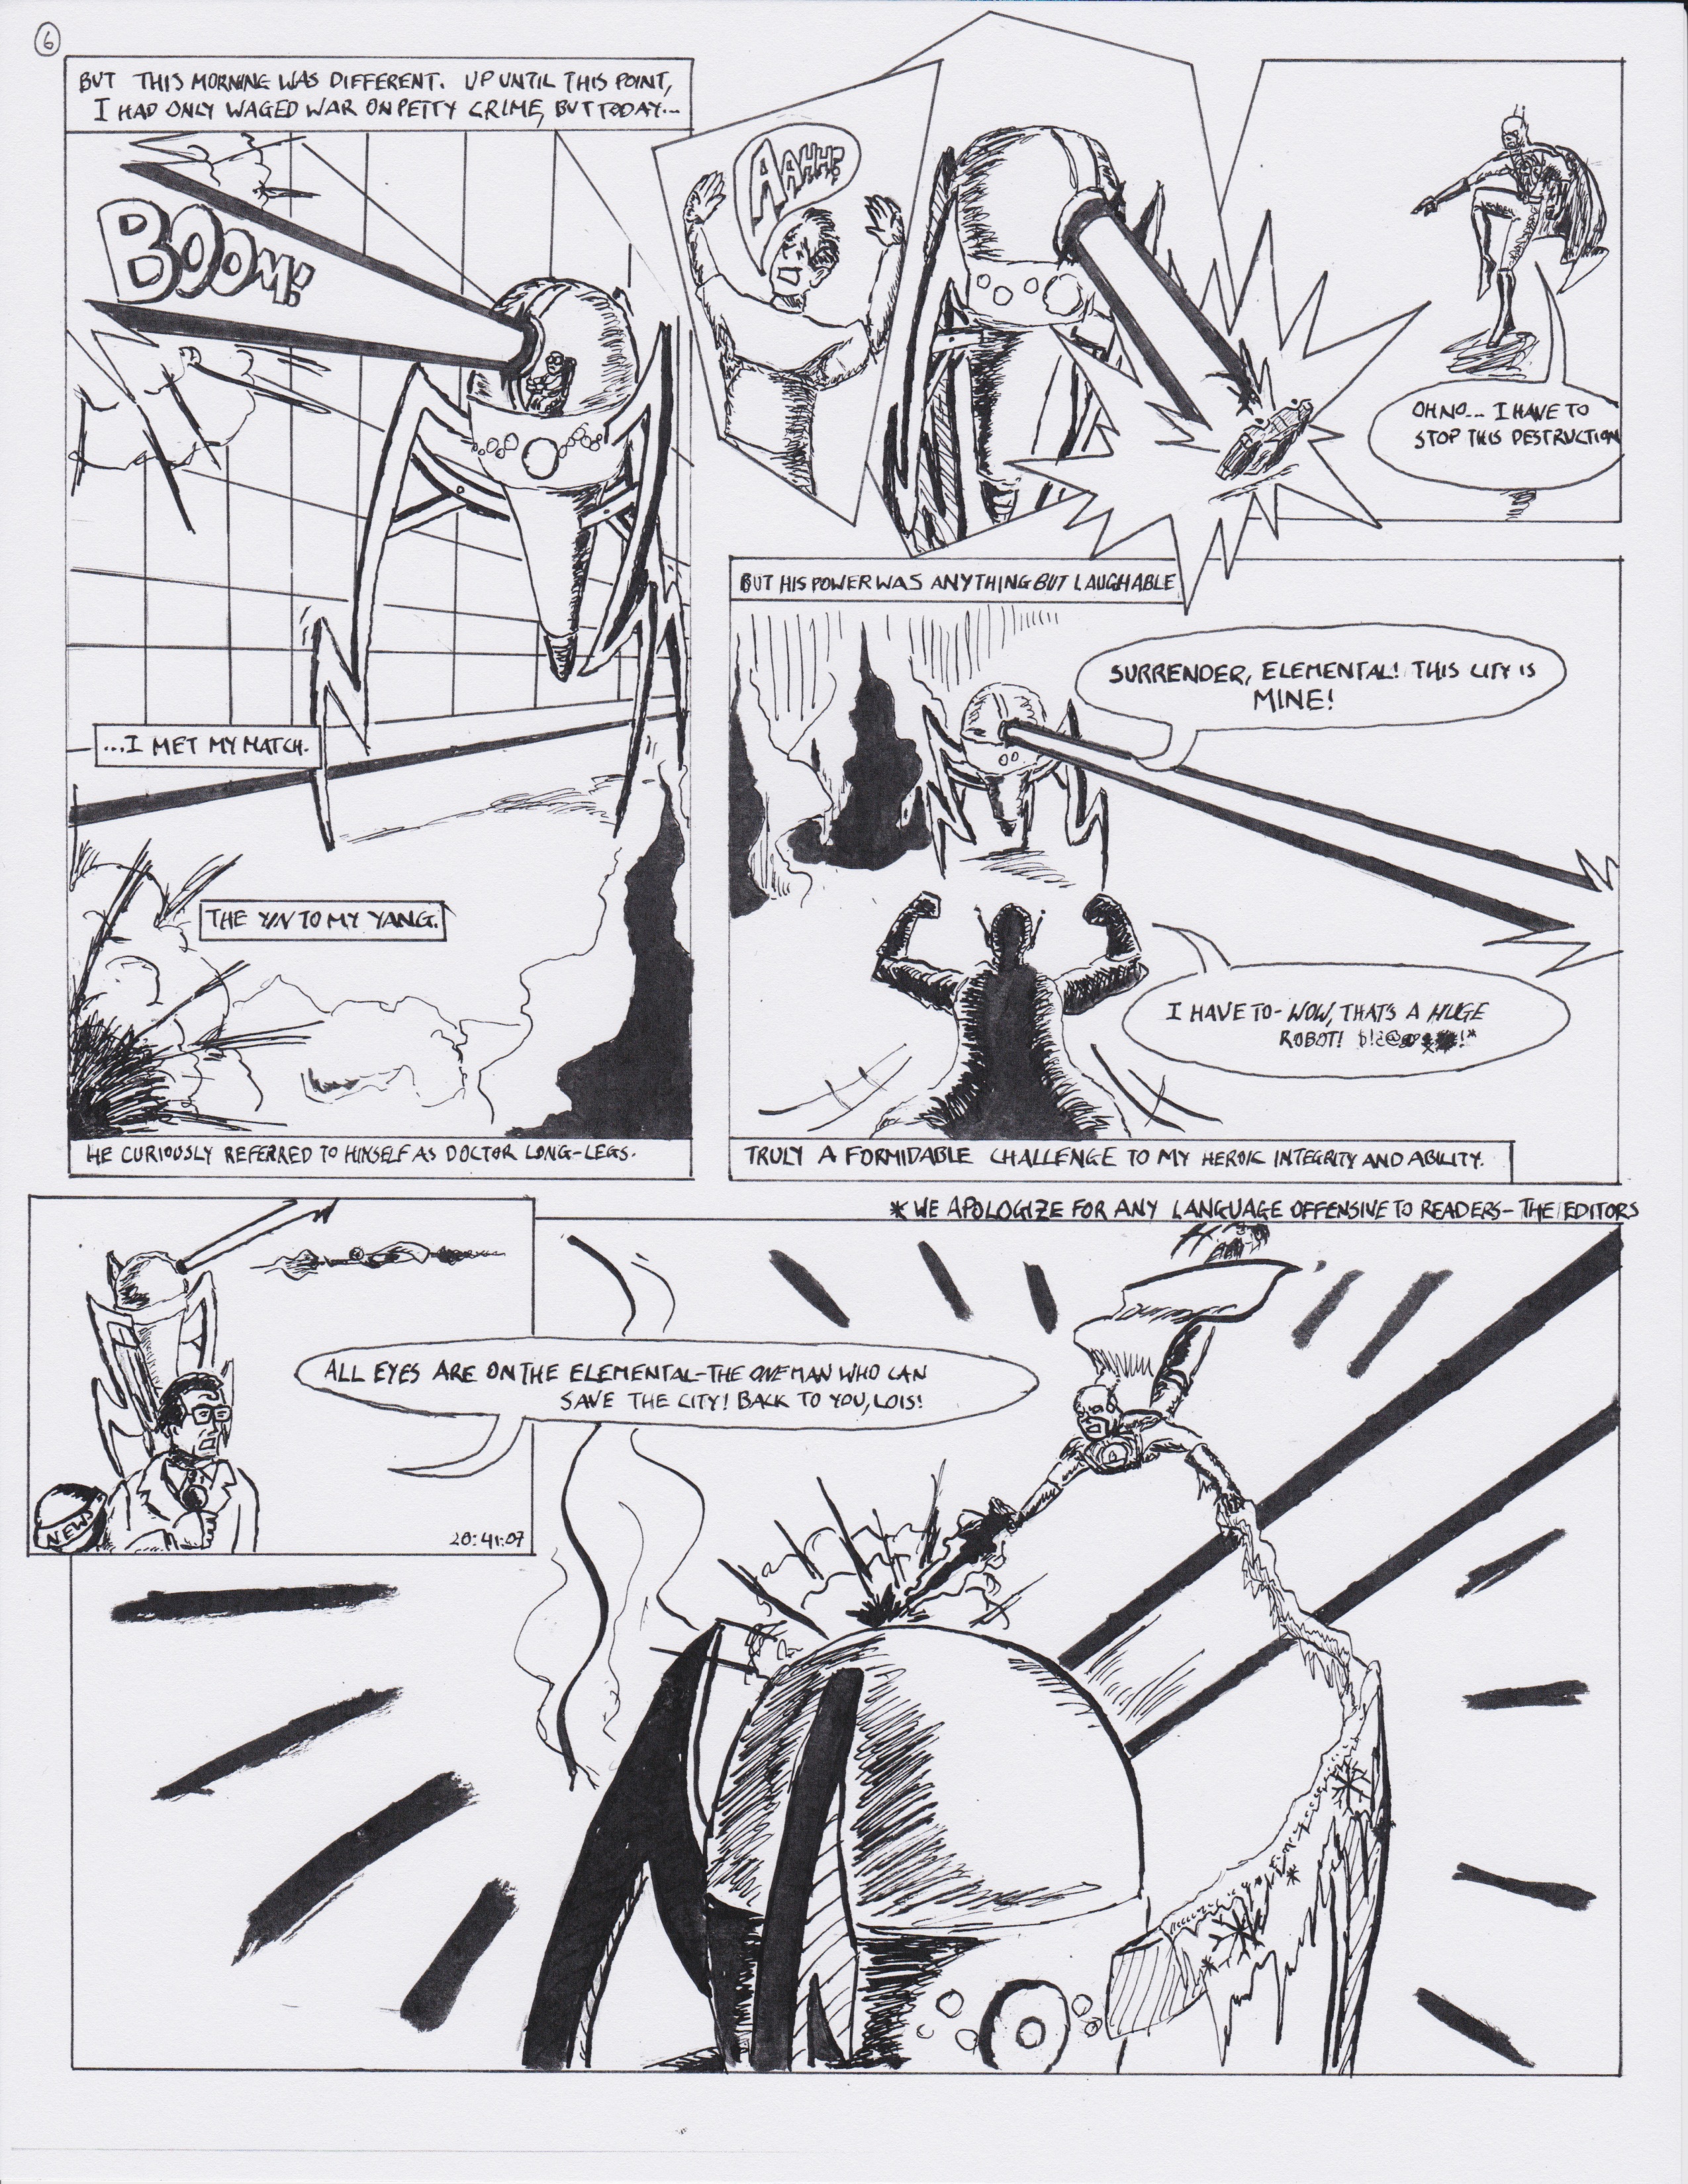 6
BUT THIS MORNING WAS DIFFERENT. UP UNTIL THIS POINT,
I HAD ONLY WAGED WAR ON PETTY CRIME, BUT TODAY...
BOOM!
...I MET MY MATCH.
THE YIN TO MY YANG.
HE CURIOUSLY REFERRED TO HIMSELF AS DOCTOR LONG-LEGS.
AAHH!
OH NO... I HAVE TO
STOP THIS DESTRUCTION
BUT HIS POWER WAS ANYTHING BUT LAUGHABLE
SURRENDER, ELEMENTAL! THIS CITY IS
MINE!
I HAVE TO- WOW, THAT'S A HUGE
ROBOT!
TRULY A FORMIDABLE CHALLENGE TO MY HEROIC INTEGRITY AND ABILITY.
*WE APOLOGIZE FOR ANY LANGUAGE OFFENSIVE TO READERS- THE EDITORS
ALL EYES ARE ON THE ELEMENTAL-THE ONE MAN WHO CAN
SAVE THE CITY! BACK TO YOU, LOIS!
NEWS
20:41:07